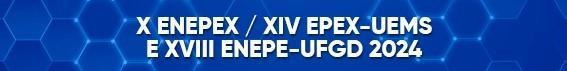 X ENEPEX / XIV EPEX-UEMS
E XVIII ENEPE-UFGD 2024